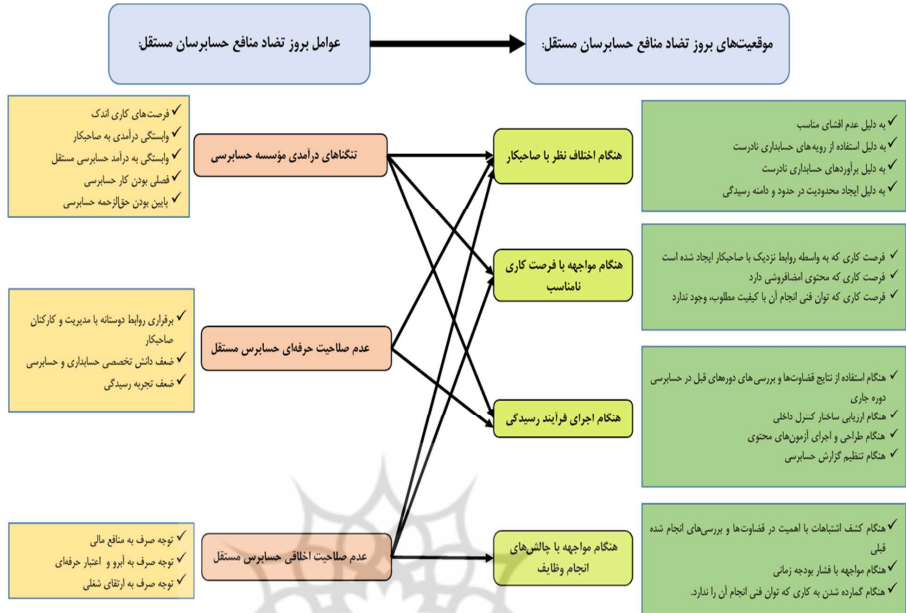 عوامل بروز تضاد منافع حسابرسان مستقل:
موقعیت‌های بروز تضاد منافع حسابرسان مستقل:
✓ فرصت‌های کاری اندک
✓ وابستگی درآمدی به صاحبکار
✓ وابستگی به درآمد حسابرسی مستقل
✓ فصلی بودن کار حسابرسی
✓ پایین بودن حق‌الزحمه حسابرسی
تنگناهای درآمدی مؤسسه حسابرسی
هنگام اختلاف نظر با صاحبکار
✓ به دلیل عدم افشای مناسب
✓ به دلیل استفاده از رویه‌های حسابداری نادرست
✓ به دلیل برآوردهای حسابداری نادرست
✓ به دلیل ایجاد محدودیت در حدود و دامنه رسیدگی
هنگام مواجهه با فرصت کاری
نامناسب
✓ فرصت کاری که به واسطه روابط نزدیک با صاحبکار ایجاد شده است
✓ فرصت کاری که محتوی امضافروشی دارد
✓ فرصت کاری که توان فنی انجام آن با کیفیت مطلوب، وجود ندارد
✓ برقراری روابط دوستانه با مدیریت و کارکنان
صاحبکار
✓ ضعف دانش تخصصی حسابداری و حسابرسی
✓ ضعف تجربه رسیدگی
عدم صلاحیت حرفه‌ای حسابرس مستقل
هنگام اجرای فرآیند رسیدگی
✓ هنگام استفاده از نتایج قضاوت‌ها و بررسی‌های دوره‌های قبل در حسابرسی
دوره جاری
✓ هنگام ارزیابی ساختار کنترل داخلی
✓ هنگام طراحی و اجرای آزمون‌های محتوی
✓ هنگام تنظیم گزارش حسابرسی
✓ توجه صرف به منافع مالی
✓ توجه صرف به آبرو و اعتبار حرفه‌ای
✓ توجه صرف به ارتقای شغلی
عدم صلاحیت اخلاقی حسابرس مستقل
هنگام مواجهه با چالش‌های
انجام وظایف
✓ هنگام کشف اشتباهات با اهمیت در قضاوت‌ها و بررسی‌های انجام شده
قبلی
✓ هنگام مواجهه با فشار بودجه زمانی
✓ هنگام گمارده شدن به کاری که توان فنی انجام آن را ندارد.